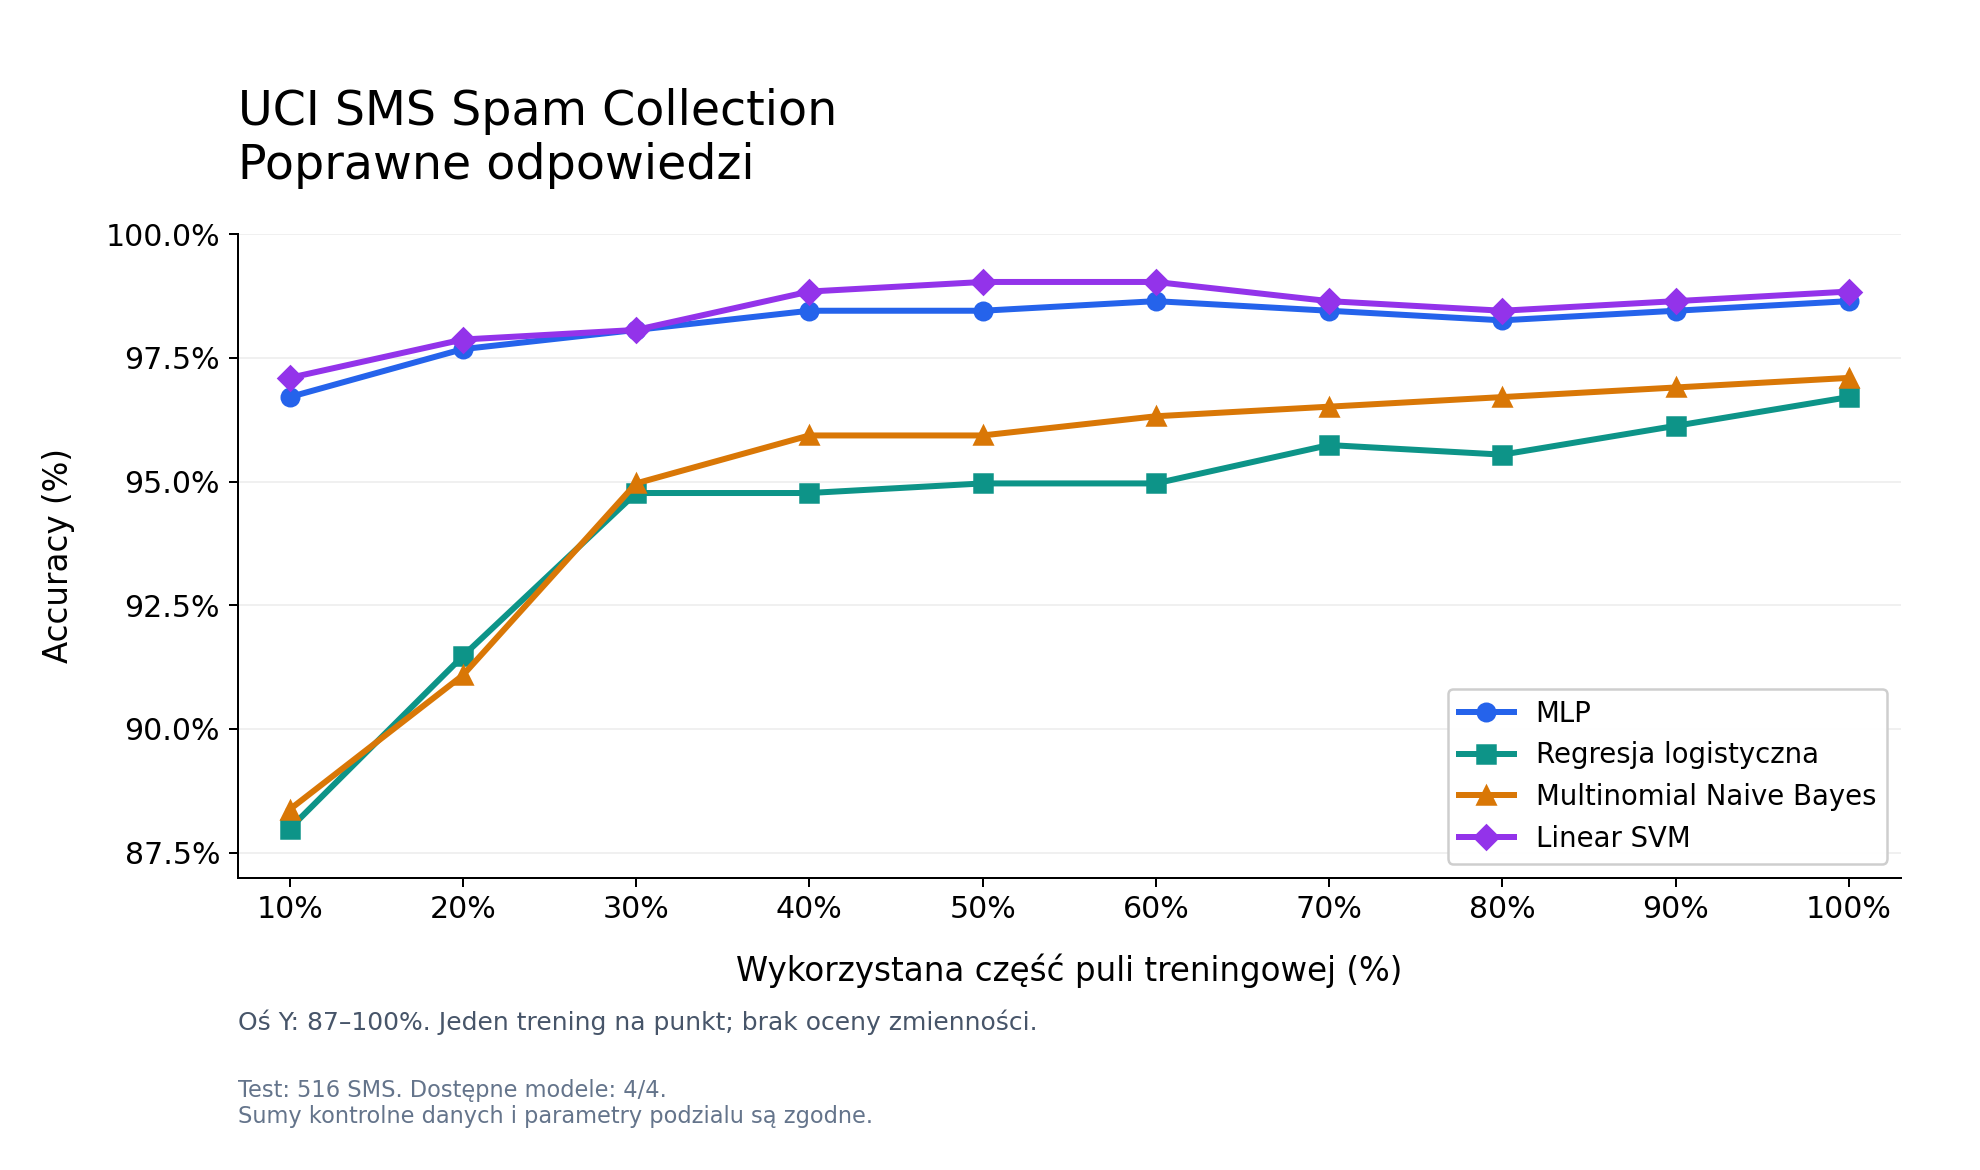 UCI SMS Spam Collection
Poprawne odpowiedzi
100.0%
97.5%
95.0%
92.5%
90.0%
87.5%
Accuracy (%)
MLP
Regresja logistyczna
Multinomial Naive Bayes
Linear SVM
10% 20% 30% 40% 50% 60% 70% 80% 90% 100%
Wykorzystana część puli treningowej (%)
Oś Y: 87–100%. Jeden trening na punkt; brak oceny zmienności.
Test: 516 SMS. Dostępne modele: 4/4.
Sumy kontrolne danych i parametry podzialu są zgodne.